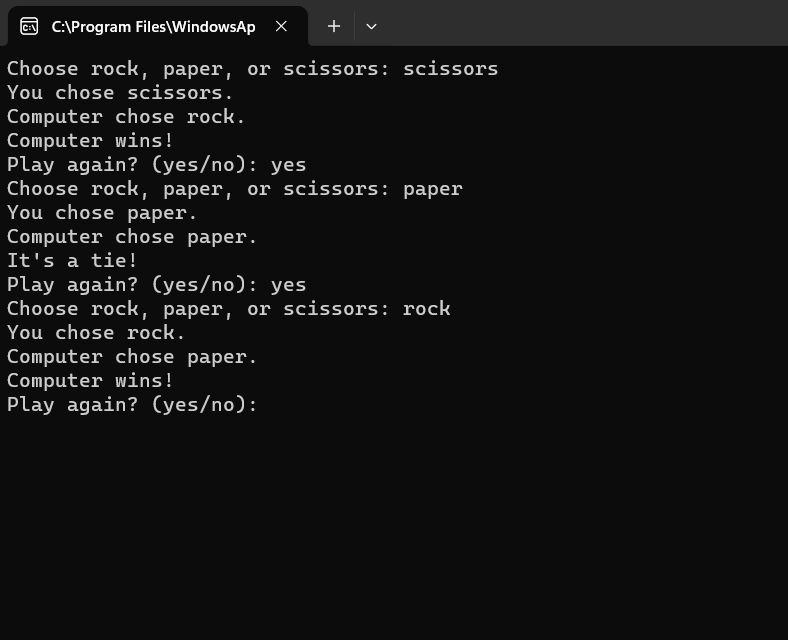 C:\Program Files\WindowsAp
Choose rock, paper, or scissors: scissors
You chose scissors.
Computer chose rock.
Computer wins!
Play again? (yes/no): yes
Choose rock, paper, or scissors: paper
You chose paper.
Computer chose paper.
It's a tie!
Play again? (yes/no): yes
Choose rock, paper, or scissors: rock
You chose rock.
Computer chose paper.
Computer wins!
Play again? (yes/no):